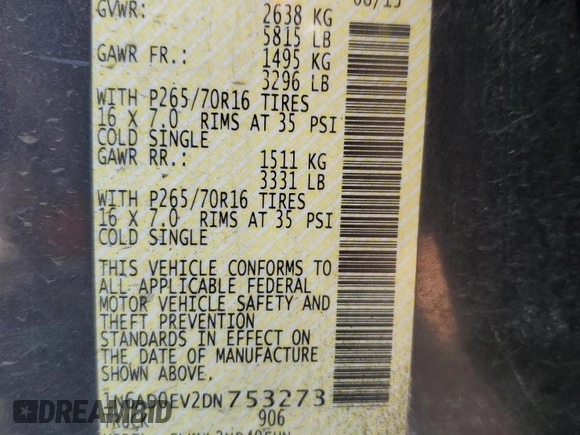 GVWR: 2638 KG
5815 LB
GAWR FR.: 1495 KG
3296 LB
WITH P265/70R16 TIRES
16 X 7.0 RIMS AT 35 PSI
COLD SINGLE
GAWR RR.: 1511 KG
3331 LB
WITH P265/70R16 TIRES
16 X 7.0 RIMS AT 35 PSI
COLD SINGLE
THIS VEHICLE CONFORMS TO
ALL APPLICABLE FEDERAL
MOTOR VEHICLE SAFETY AND
THEFT PREVENTION
STANDARDS IN EFFECT ON
THE DATE OF MANUFACTURE
SHOWN ABOVE.
1N6AD0EV2DN753273
TRUCK 906
DREAMBID